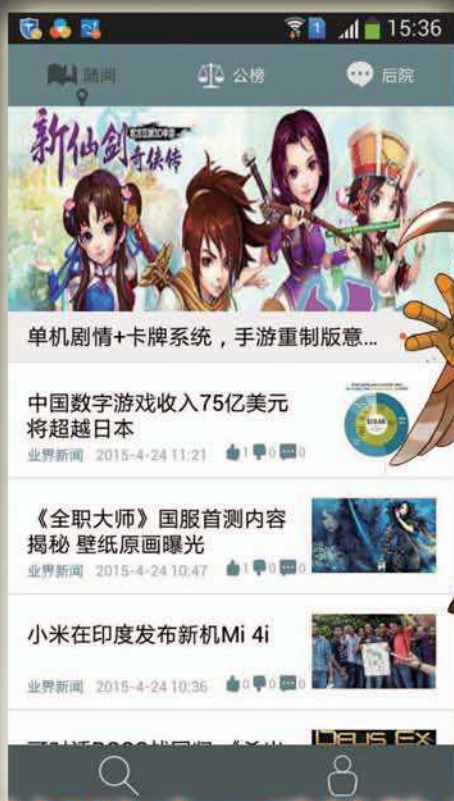 15:36
随阅 公榜 后院
新仙剑奇侠传
单机剧情+卡牌系统，手游重制版意...
中国数字游戏收入75亿美元
将超越日本
业界新闻 2015-4-24 11:21 1 0 0
《全职大师》国服首测内容
揭秘 壁纸原画曝光
业界新闻 2015-4-24 10:47 1 0 0
小米在印度发布新机Mi 4i
业界新闻 2015-4-24 10:36 0 0 0
DEUS EX